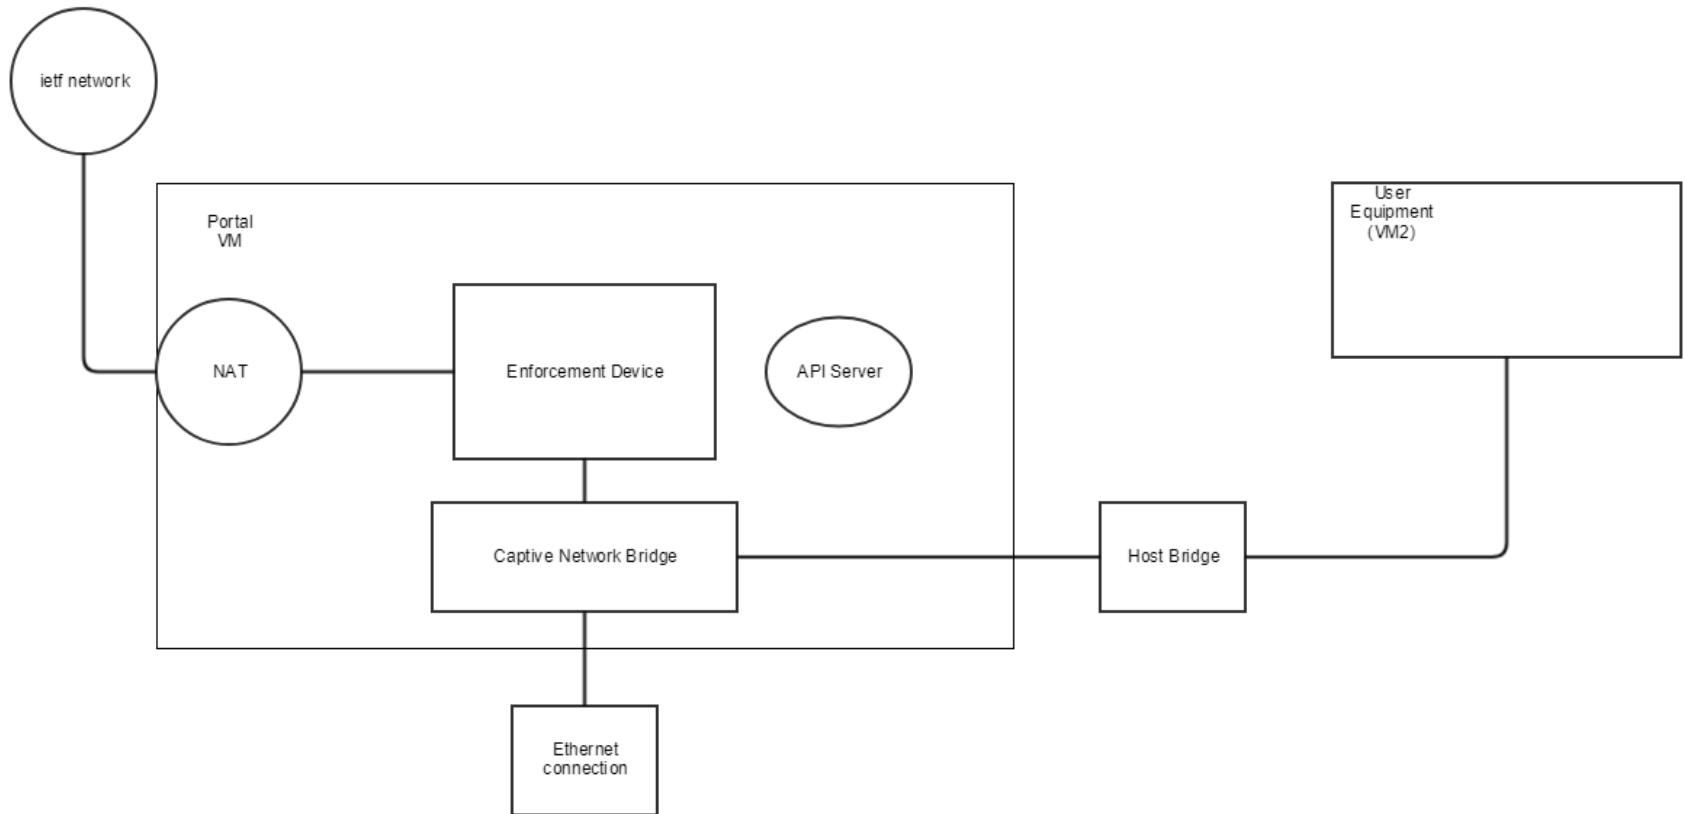 ietf network
Portal
VM
User
Equipment
(VM2)
NAT
Enforcement Device
API Server
Captive Network Bridge
Host Bridge
Ethernet
connection